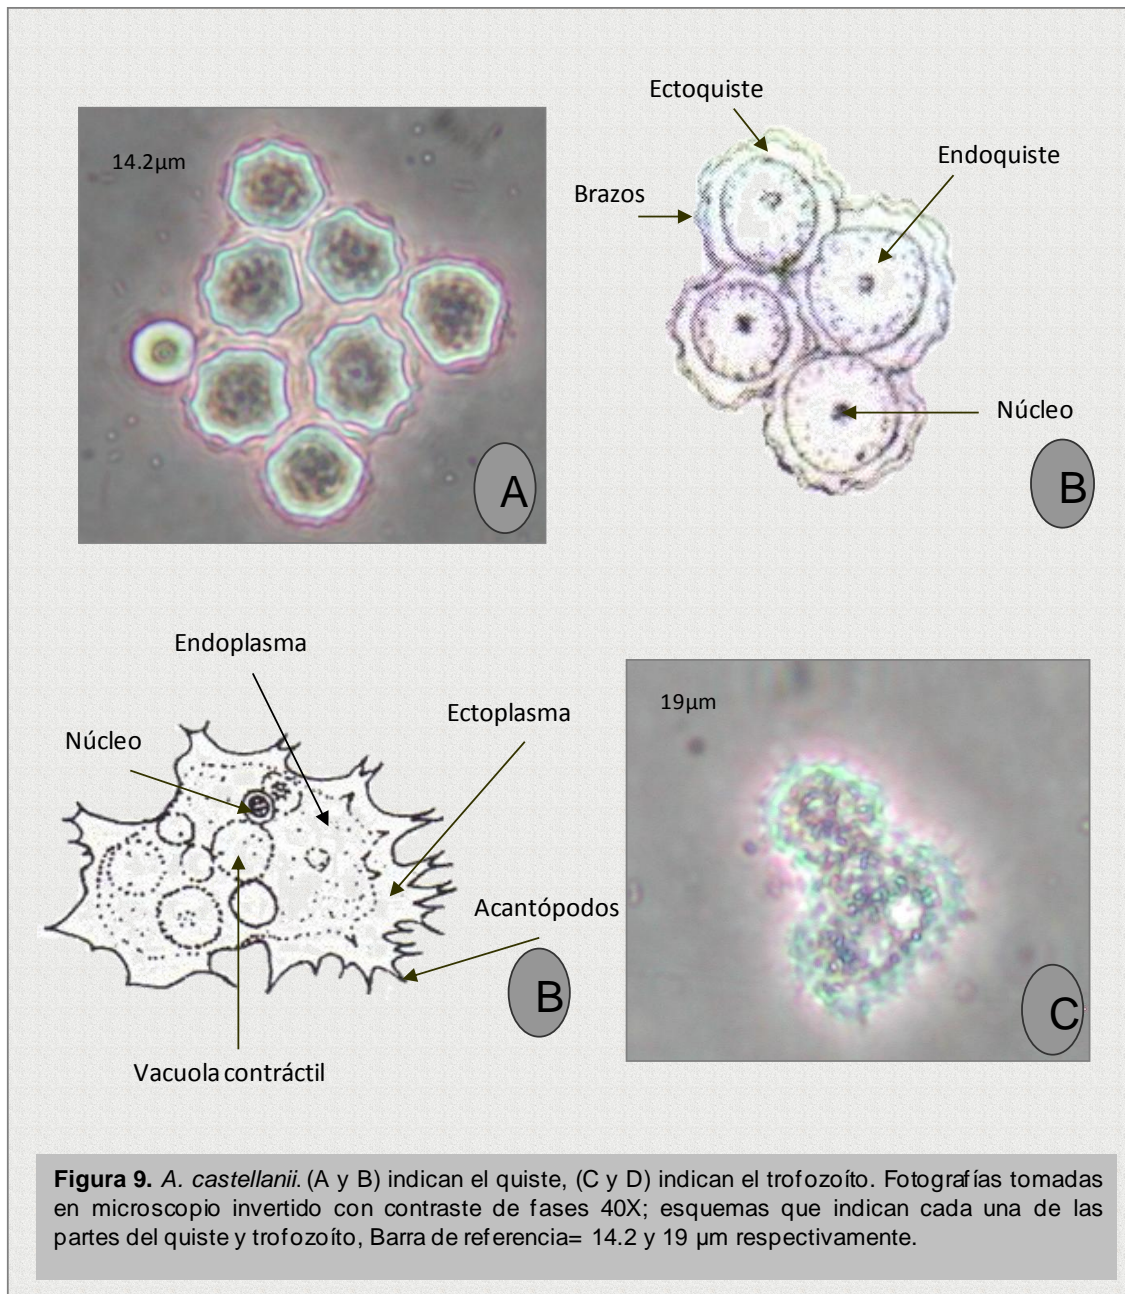 Ectoquiste
14.2µm
Endoquiste
Brazos
Núcleo
A
B
Endoplasma
19µm
Ectoplasma
Núcleo
Acantópodos
B
C
Vacuola contráctil
Figura 9. A. castellanii. (A y B) indican el quiste, (C y D) indican el trofozoíto. Fotografías tomadas
en microscopio invertido con contraste de fases 40X; esquemas que indican cada una de las
partes del quiste y trofozoíto, Barra de referencia= 14.2 y 19 µm respectivamente.